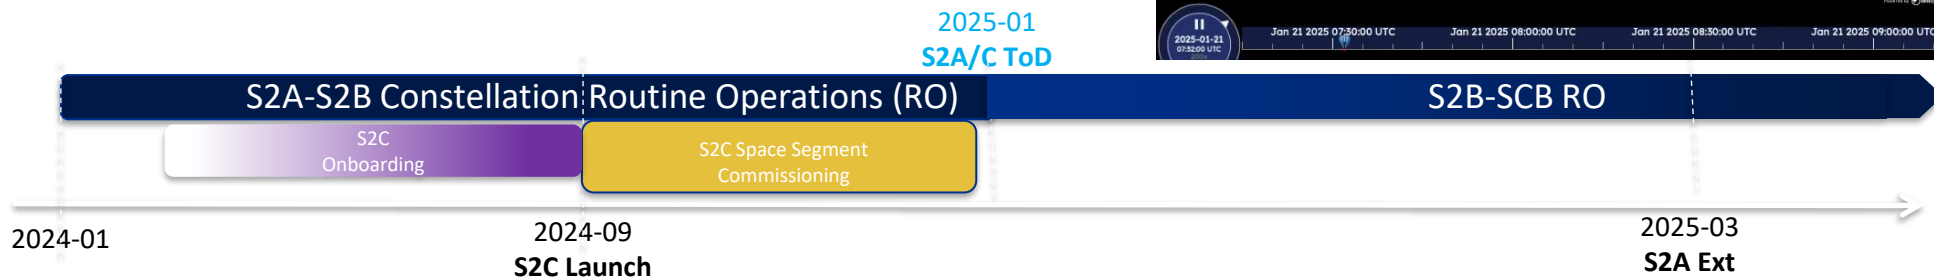 2025-01
S2A/C ToD
2025-01-21
07:32:00 UTC
Jan 21 2025 07:30:00 UTC
Jan 21 2025 08:00:00 UTC
Jan 21 2025 08:30:00 UTC
Jan 21 2025 09:00:00 UTC
S2A-S2B Constellation Routine Operations (RO)
S2B-SCB RO
S2C
Onboarding
S2C Space Segment
Commissioning
2024-01
2024-09
S2C Launch
2025-03
S2A Ext